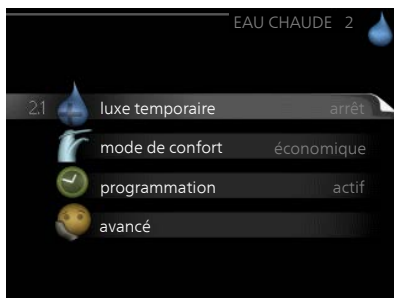 EAU CHAUDE 2
2.1 luxe temporaire arrêt
mode de confort économique
programmation actif
avancé